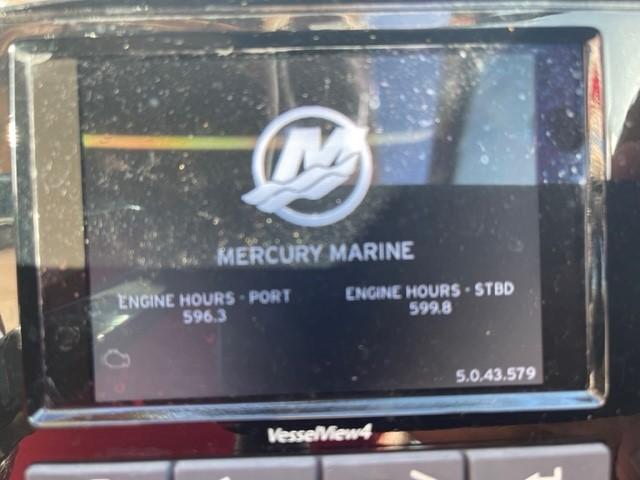 M
MERCURY MARINE
ENGINE HOURS - PORT
596.3
ENGINE HOURS - STBD
599.8
5.0.43.579
VesselView4